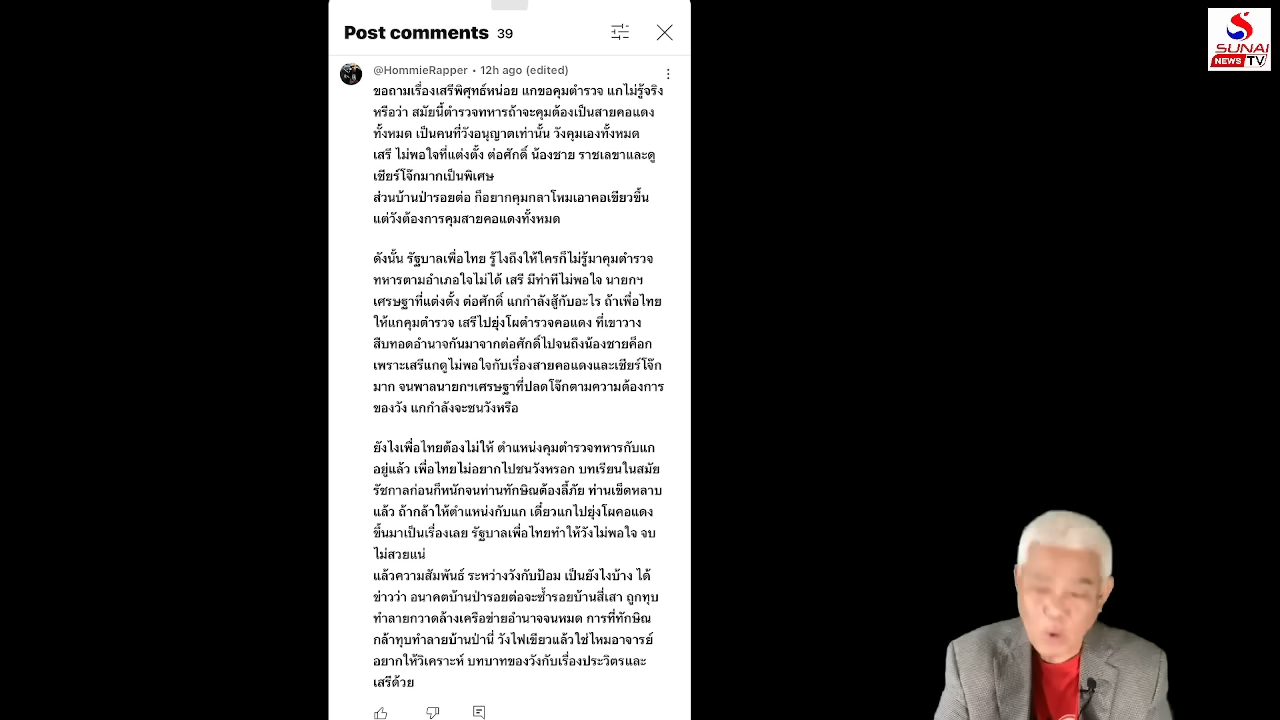 Post comments 39
SUNAI
NEWS TV
@HommieRapper • 12h ago (edited)
ขอถามเรื่องเสรีพิศุทธ์หน่อย แกขอคุมตำรวจ แกไม่รู้จริง
หรือว่า สมัยนี้ตำรวจทหารถ้าจะคุมต้องเป็นสายคอแดง
ทั้งหมด เป็นคนที่วังอนุญาตเท่านั้น วังคุมเองทั้งหมด
เสรี ไม่พอใจที่แต่งตั้ง ต่อศักดิ์ น้องชาย ราชเลขาและดู
เชียร์โจ๊กมากเป็นพิเศษ
ส่วนบ้านป่ารอยต่อ ก็อยากคุมกลาโหมเอาคอเขียวขึ้น
แต่วังต้องการคุมสายคอแดงทั้งหมด
ดังนั้น รัฐบาลเพื่อไทย รู้ไงถึงให้ใครก็ไม่รู้มาคุมตำรวจ
ทหารตามอำเภอใจไม่ได้ เสรี มีท่าทีไม่พอใจ นายกฯ
เศรษฐาที่แต่งตั้ง ต่อศักดิ์ แกกำลังสู้กับอะไร ถ้าเพื่อไทย
ให้แกคุมตำรวจ เสรีไปยุ่งโผตำรวจคอแดง ที่เขาวาง
สืบทอดอำนาจกันมาจากต่อศักดิ์ไปจนถึงน้องชายค็อก
เพราะเสรีแกดูไม่พอใจกับเรื่องสายคอแดงและเชียร์โจ๊ก
มาก จนพาลนายกฯเศรษฐาที่ปลดโจ๊กตามความต้องการ
ของวัง แกกำลังจะชนวังหรือ
ยังไงเพื่อไทยต้องไม่ให้ ตำแหน่งคุมตำรวจทหารกับแก
อยู่แล้ว เพื่อไทยไม่อยากไปชนวังหรอก บทเรียนในสมัย
รัชกาลก่อนก็หนักจนท่านทักษิณต้องลี้ภัย ท่านเข็ดหลาบ
แล้ว ถ้ากล้าให้ตำแหน่งกับแก เดี๋ยวแกไปยุ่งโผคอแดง
ขึ้นมาเป็นเรื่องเลย รัฐบาลเพื่อไทยทำให้วังไม่พอใจ จบ
ไม่สวยแน่
แล้วความสัมพันธ์ ระหว่างวังกับป้อม เป็นยังไงบ้าง ได้
ข่าวว่า อนาคตบ้านป่ารอยต่อจะซ้ำรอยบ้านสี่เสา ถูกทุบ
ทำลายกวาดล้างเครือข่ายอำนาจจนหมด การที่ทักษิณ
กล้าทุบทำลายบ้านป่านี่ วังไฟเขียวแล้วใช่ไหมอาจารย์
อยากให้วิเคราะห์ บทบาทของวังกับเรื่องประวิตรและ
เสรีด้วย